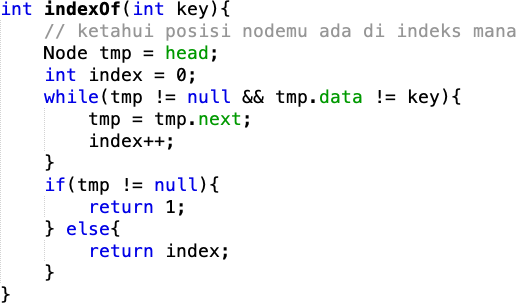 int indexOf(int key){
    // ketahui posisi nodemu ada di indeks mana
    Node tmp = head;
    int index = 0;
    while(tmp != null && tmp.data != key){
        tmp = tmp.next;
        index++;
    }
    if(tmp != null){
        return 1;
    } else{
        return index;
    }
}